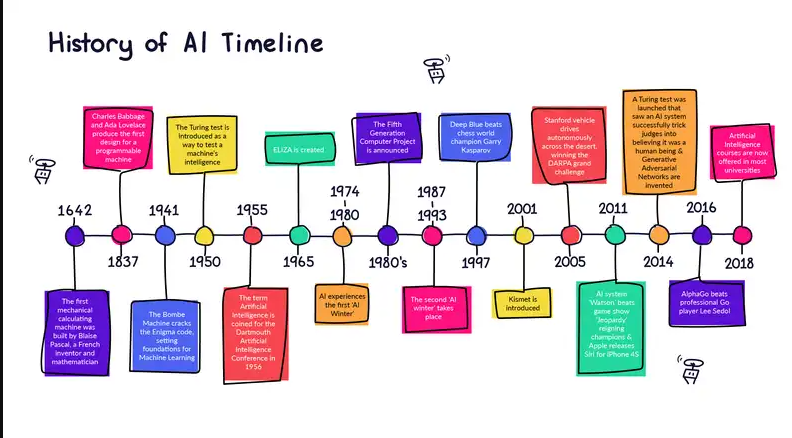 History of AI Timeline
1642
The first
mechanical
calculating
machine was
built by Blaise
Pascal, a French
inventor and
mathematician
Charles Babbage
and Ada Lovelace
produce the first
design for a
programmable
machine
1837
1941
The Bombe
Machine cracks
the Enigma code,
setting
foundations for
Machine Learning
The Turing test is
introduced as a
way to test a
machine's
intelligence
1950
1955
The term
Artificial
Intelligence is
coined for the
Dartmouth
Artificial
Intelligence
Conference in
1956
ELIZA is created
1965
1974
-
1980
AI experiences
the first 'AI
Winter'
The Fifth
Generation
Computer Project
is announced
1980's
1987
-
1993
The second 'AI
winter' takes
place
Deep Blue beats
chess world
champion Garry
Kasparov
1997
2001
Kismet is
introduced
Stanford vehicle
drives
autonomously
across the desert,
winning the
DARPA grand
challenge
2005
2011
AI system
'Watson' beats
game show
'Jeopardy'
reigning
champions &
Apple releases
Siri for iPhone 4S
A Turing test was
launched that
saw an AI system
successfully trick
judges into
believing it was a
human being &
Generative
Adversarial
Networks are
invented
2014
2016
AlphaGo beats
professional Go
player Lee Sedol
Artificial
Intelligence
courses are now
offered in most
universities
2018